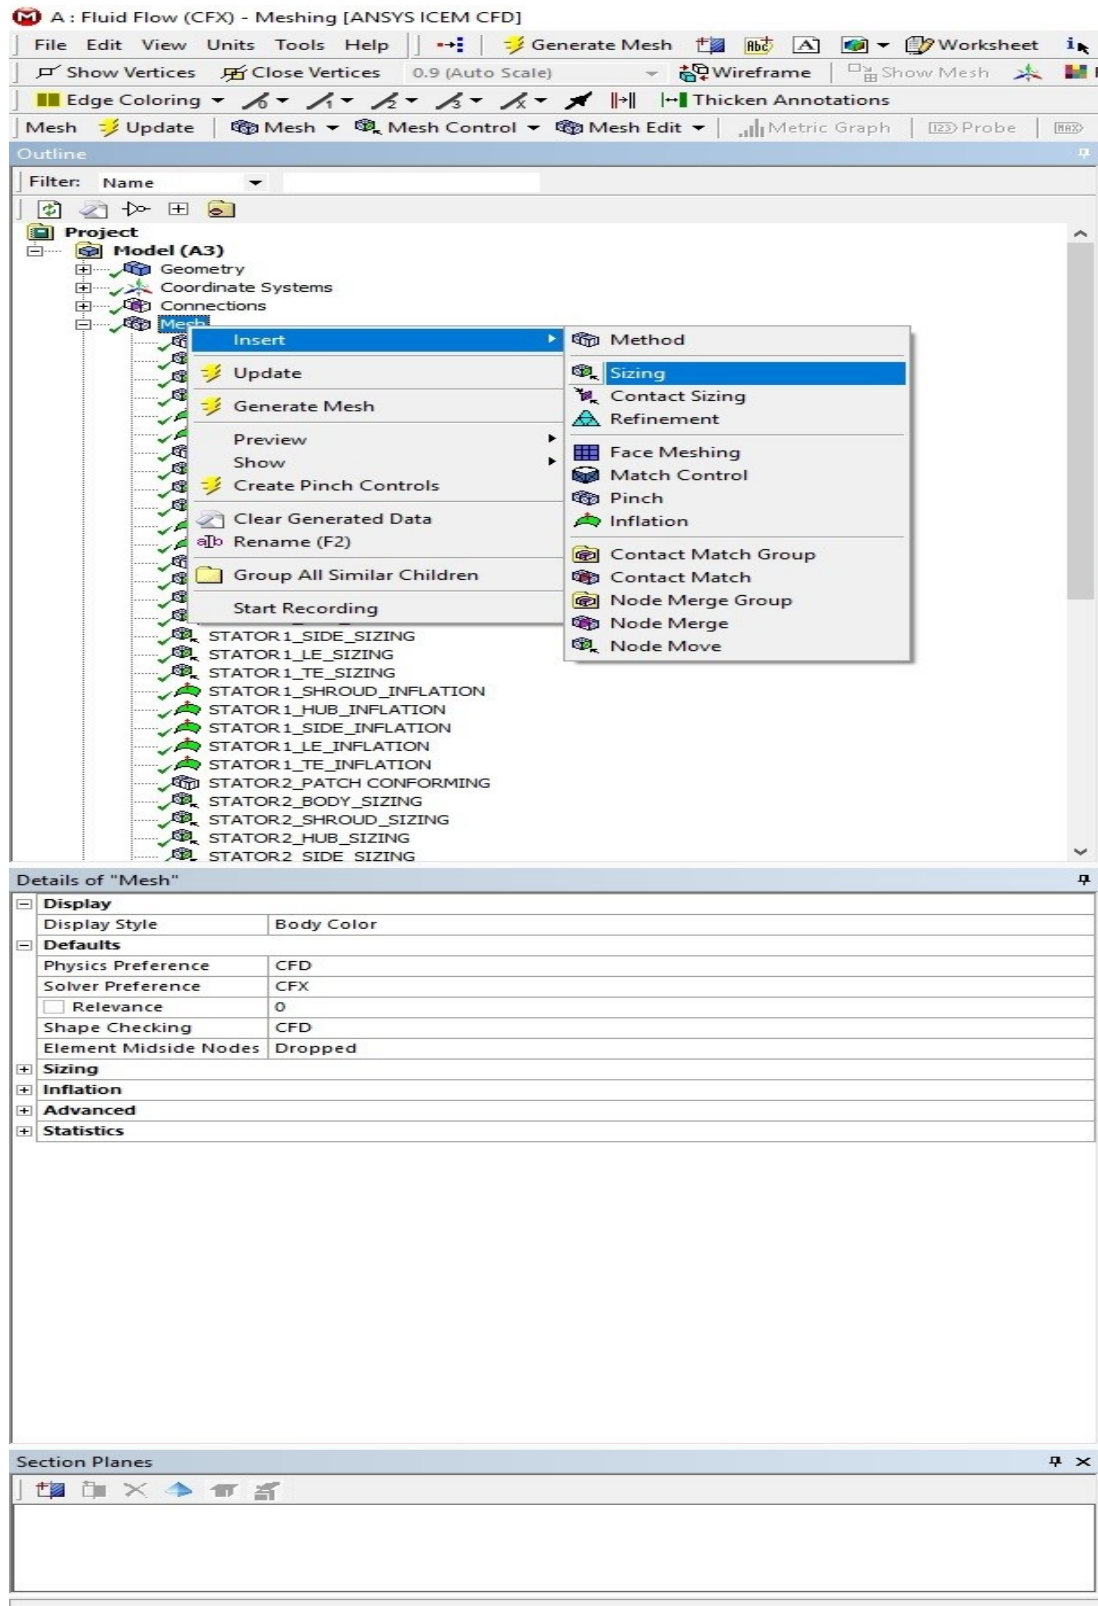 A : Fluid Flow (CFX) - Meshing [ANSYS ICEM CFD]
File Edit View Units Tools Help Generate Mesh Abc A Worksheet i
Show Vertices Close Vertices 0.9 (Auto Scale) Wireframe Show Mesh
Edge Coloring 0 1 2 3 x Thicken Annotations
Mesh Update Mesh Mesh Control Mesh Edit Metric Graph 123 Probe MAX
Outline
Filter: Name
Project
Model (A3)
Geometry
Coordinate Systems
Connections
Mesh
Insert
Update
Generate Mesh
Preview
Show
Create Pinch Controls
Clear Generated Data
Rename (F2)
Group All Similar Children
Start Recording
Method
Sizing
Contact Sizing
Refinement
Face Meshing
Match Control
Pinch
Inflation
Contact Match Group
Contact Match
Node Merge Group
Node Merge
Node Move
STATOR1_SIDE_SIZING
STATOR1_LE_SIZING
STATOR1_TE_SIZING
STATOR1_SHROUD_INFLATION
STATOR1_HUB_INFLATION
STATOR1_SIDE_INFLATION
STATOR1_LE_INFLATION
STATOR1_TE_INFLATION
STATOR2_PATCH CONFORMING
STATOR2_BODY_SIZING
STATOR2_SHROUD_SIZING
STATOR2_HUB_SIZING
STATOR2_SIDE_SIZING
Details of "Mesh"
Display
Display Style Body Color
Defaults
Physics Preference CFD
Solver Preference CFX
Relevance 0
Shape Checking CFD
Element Midside Nodes Dropped
Sizing
Inflation
Advanced
Statistics
Section Planes